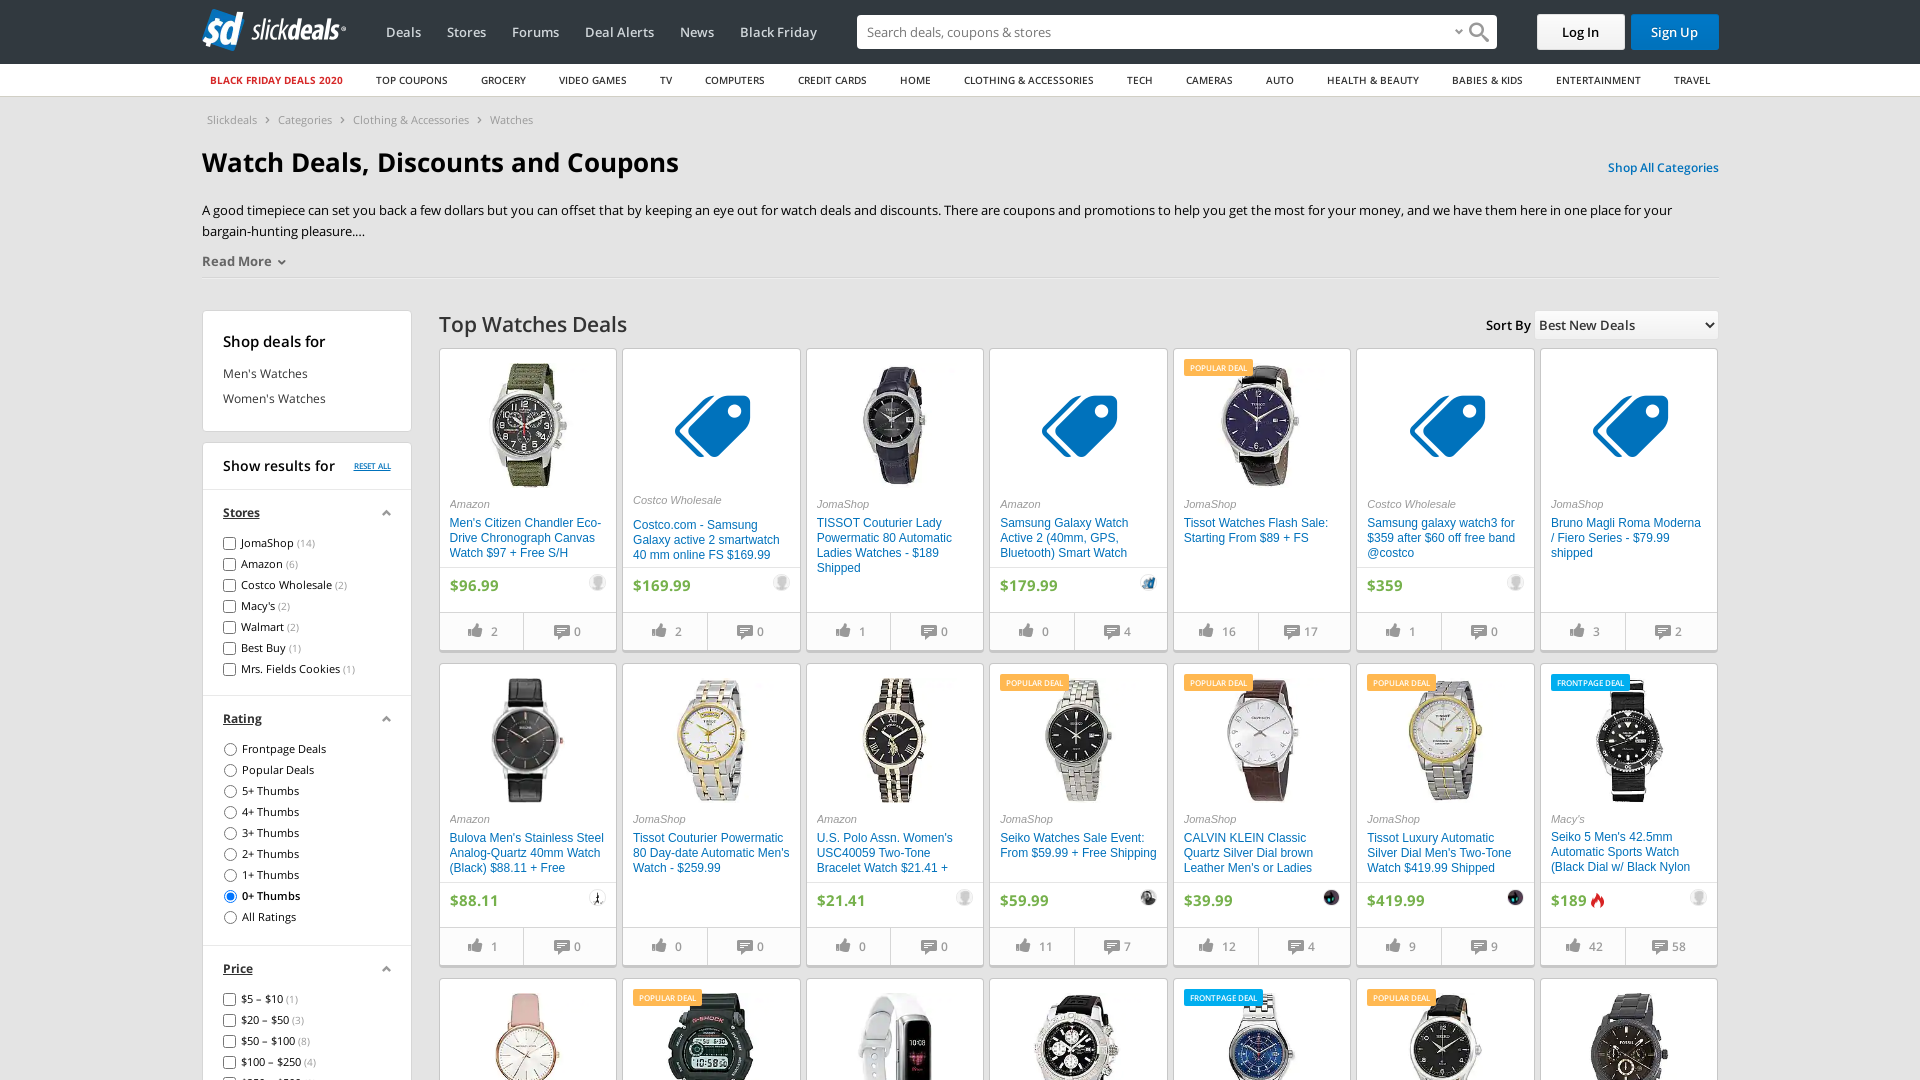 sd slickdeals
Deals Stores Forums Deal Alerts News Black Friday
Search deals, coupons & stores
Log In Sign Up
BLACK FRIDAY DEALS 2020 TOP COUPONS GROCERY VIDEO GAMES TV COMPUTERS CREDIT CARDS HOME CLOTHING & ACCESSORIES TECH CAMERAS AUTO HEALTH & BEAUTY BABIES & KIDS ENTERTAINMENT TRAVEL
Slickdeals › Categories › Clothing & Accessories › Watches
Watch Deals, Discounts and Coupons
Shop All Categories
A good timepiece can set you back a few dollars but you can offset that by keeping an eye out for watch deals and discounts. There are coupons and promotions to help you get the most for your money, and we have them here in one place for your
bargain-hunting pleasure....
Read More
Shop deals for
Men's Watches
Women's Watches
Show results for RESET ALL
Stores
JomaShop (14)
Amazon (6)
Costco Wholesale (2)
Macy's (2)
Walmart (2)
Best Buy (1)
Mrs. Fields Cookies (1)
Rating
Frontpage Deals
Popular Deals
5+ Thumbs
4+ Thumbs
3+ Thumbs
2+ Thumbs
1+ Thumbs
0+ Thumbs
All Ratings
Price
$5 – $10 (1)
$20 – $50 (3)
$50 – $100 (8)
$100 – $250 (4)
Top Watches Deals
Sort By Best New Deals
Amazon
Men's Citizen Chandler Eco-
Drive Chronograph Canvas
Watch $97 + Free S/H
$96.99
2 0
Costco Wholesale
Costco.com - Samsung
Galaxy active 2 smartwatch
40 mm online FS $169.99
$169.99
2 0
JomaShop
TISSOT Couturier Lady
Powermatic 80 Automatic
Ladies Watches - $189
Shipped
1 0
Amazon
Samsung Galaxy Watch
Active 2 (40mm, GPS,
Bluetooth) Smart Watch
$179.99
0 4
POPULAR DEAL
JomaShop
Tissot Watches Flash Sale:
Starting From $89 + FS
16 17
Costco Wholesale
Samsung galaxy watch3 for
$359 after $60 off free band
@costco
$359
1 0
JomaShop
Bruno Magli Roma Moderna
/ Fiero Series - $79.99
shipped
3 2
Amazon
Bulova Men's Stainless Steel
Analog-Quartz 40mm Watch
(Black) $88.11 + Free
$88.11
1 0
JomaShop
Tissot Couturier Powermatic
80 Day-date Automatic Men's
Watch - $259.99
0 0
Amazon
U.S. Polo Assn. Women's
USC40059 Two-Tone
Bracelet Watch $21.41 +
$21.41
0 0
POPULAR DEAL
JomaShop
Seiko Watches Sale Event:
From $59.99 + Free Shipping
$59.99
11 7
POPULAR DEAL
JomaShop
CALVIN KLEIN Classic
Quartz Silver Dial brown
Leather Men's or Ladies
$39.99
12 4
POPULAR DEAL
JomaShop
Tissot Luxury Automatic
Silver Dial Men's Two-Tone
Watch $419.99 Shipped
$419.99
9 9
FRONTPAGE DEAL
Macy's
Seiko 5 Men's 42.5mm
Automatic Sports Watch
(Black Dial w/ Black Nylon
$189
42 58
POPULAR DEAL
G-SHOCK
FRONTPAGE DEAL
POPULAR DEAL